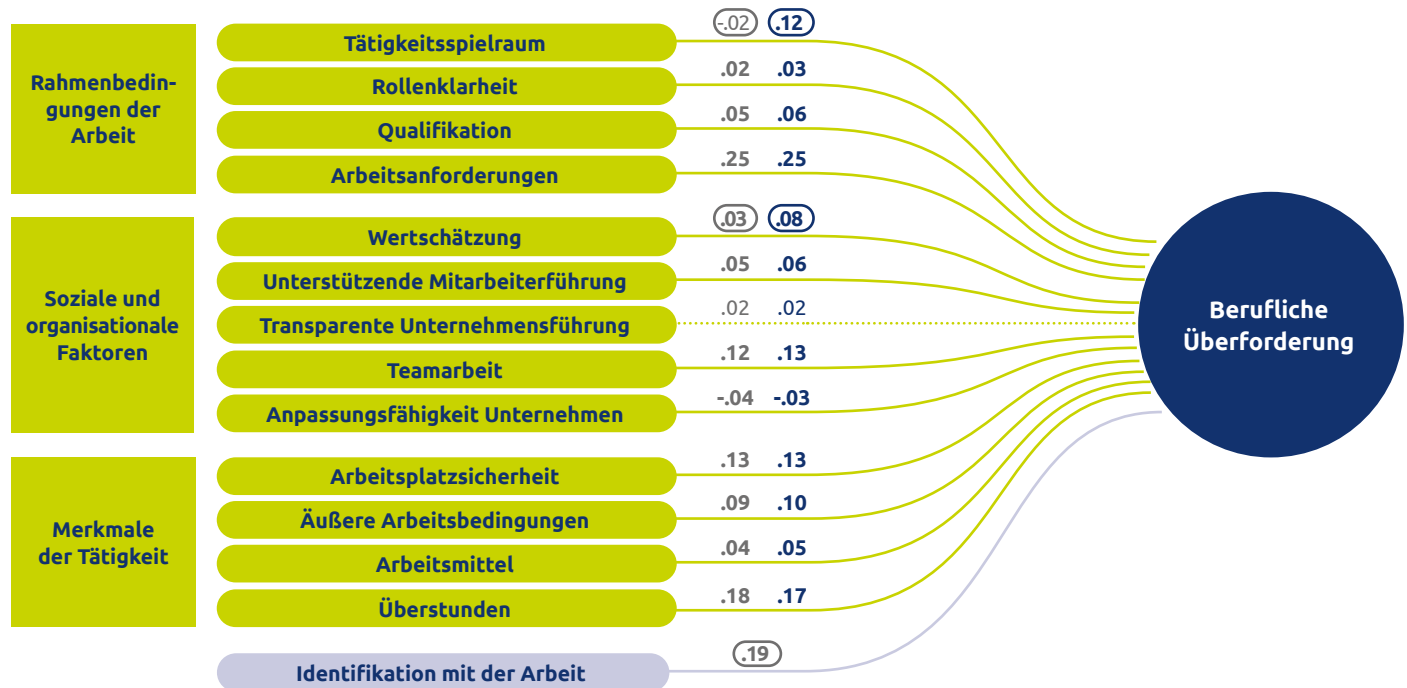 Rahmenbedin-
gungen der
Arbeit
Tätigkeitsspielraum
-.02 .12
Rollenklarheit
.02 .03
Qualifikation
.05 .06
Arbeitsanforderungen
.25 .25
Soziale und
organisationale
Faktoren
Wertschätzung
.03 .08
Unterstützende Mitarbeiterführung
.05 .06
Transparente Unternehmensführung
.02 .02
Teamarbeit
.12 .13
Anpassungsfähigkeit Unternehmen
-.04 -.03
Merkmale
der Tätigkeit
Arbeitsplatzsicherheit
.13 .13
Äußere Arbeitsbedingungen
.09 .10
Arbeitsmittel
.04 .05
Überstunden
.18 .17
Identifikation mit der Arbeit
.19
Berufliche
Überforderung